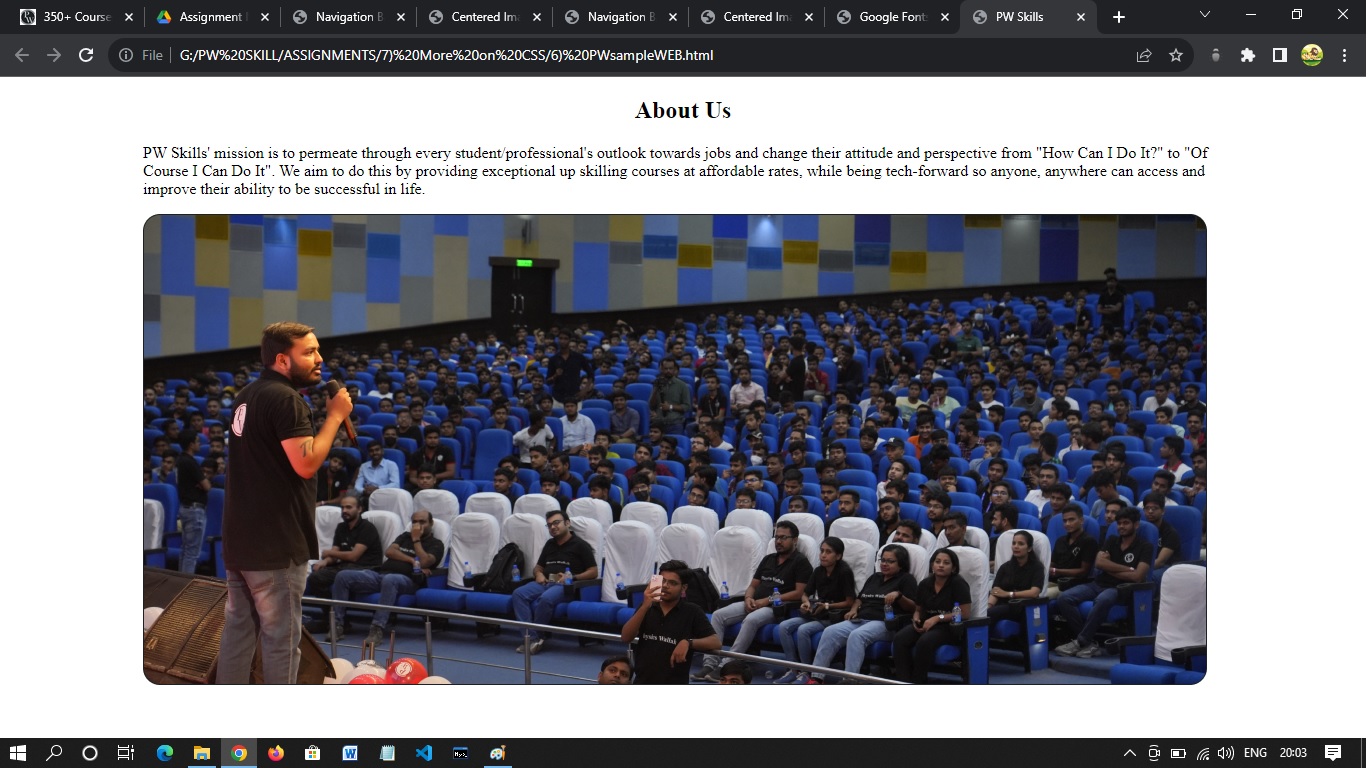 350+ Course
Assignment
Navigation B
Centered Ima
Navigation B
Centered Ima
Google Fonts
PW Skills
File
G:/PW%20SKILL/ASSIGNMENTS/7)%20More%20on%20CSS/6)%20PWsampleWEB.html
About Us
PW Skills' mission is to permeate through every student/professional's outlook towards jobs and change their attitude and perspective from "How Can I Do It?" to "Of
Course I Can Do It". We aim to do this by providing exceptional up skilling courses at affordable rates, while being tech-forward so anyone, anywhere can access and
improve their ability to be successful in life.
Physics Wallah
ENG
20:03